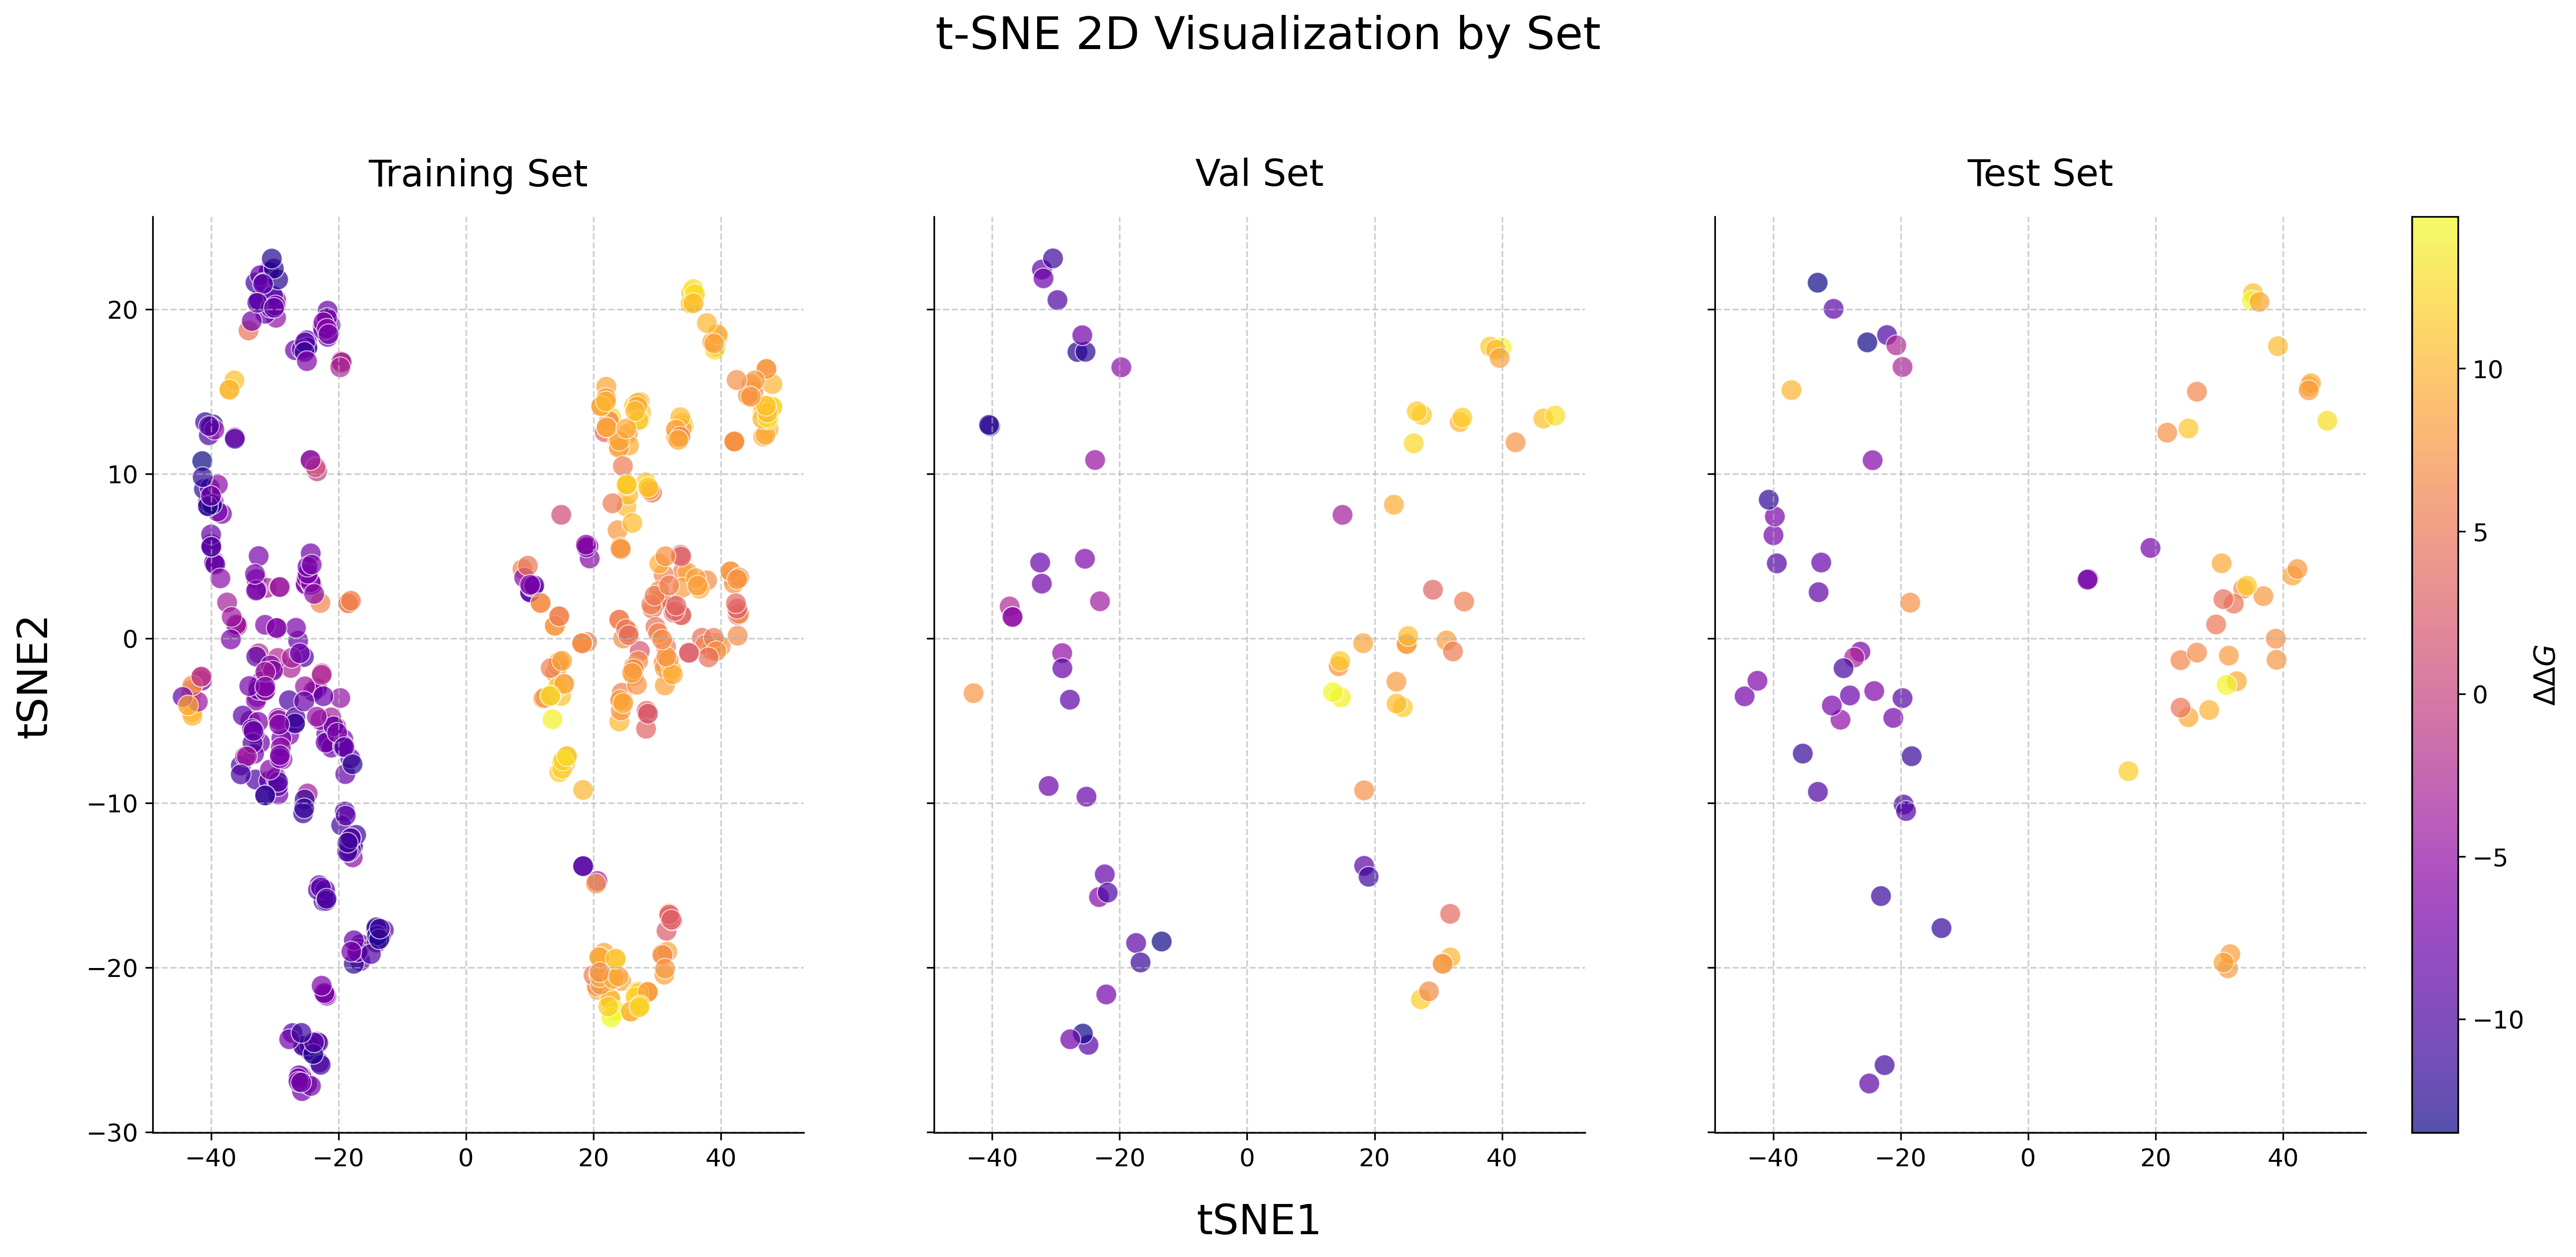 t-SNE 2D Visualization by Set
Training Set
Val Set
Test Set
20
10
0
−10
−20
−30
tSNE2
−40 −20 0 20 40
−40 −20 0 20 40
−40 −20 0 20 40
tSNE1
10
5
0
−5
−10
ΔΔG